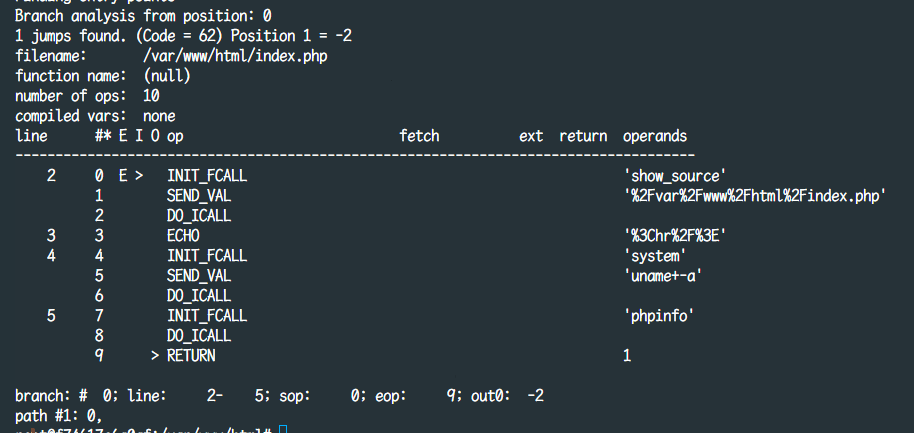 Branch analysis from position: 0
1 jumps found. (Code = 62) Position 1 = -2
filename:       /var/www/html/index.php
function name:  (null)
number of ops:  10
compiled vars:  none
line      #* E I O op                           fetch          ext  return  operands
-------------------------------------------------------------------------------------
    2     0  E >   INIT_FCALL                                               'show_source'
          1        SEND_VAL                                                 '%2Fvar%2Fwww%2Fhtml%2Findex.php'
          2        DO_ICALL
    3     3        ECHO                                                     '%3Chr%2F%3E'
    4     4        INIT_FCALL                                               'system'
          5        SEND_VAL                                                 'uname+-a'
          6        DO_ICALL
    5     7        INIT_FCALL                                               'phpinfo'
          8        DO_ICALL
          9      > RETURN                                                   1
branch: #  0; line:     2-    5; sop:     0; eop:     9; out0:  -2
path #1: 0,